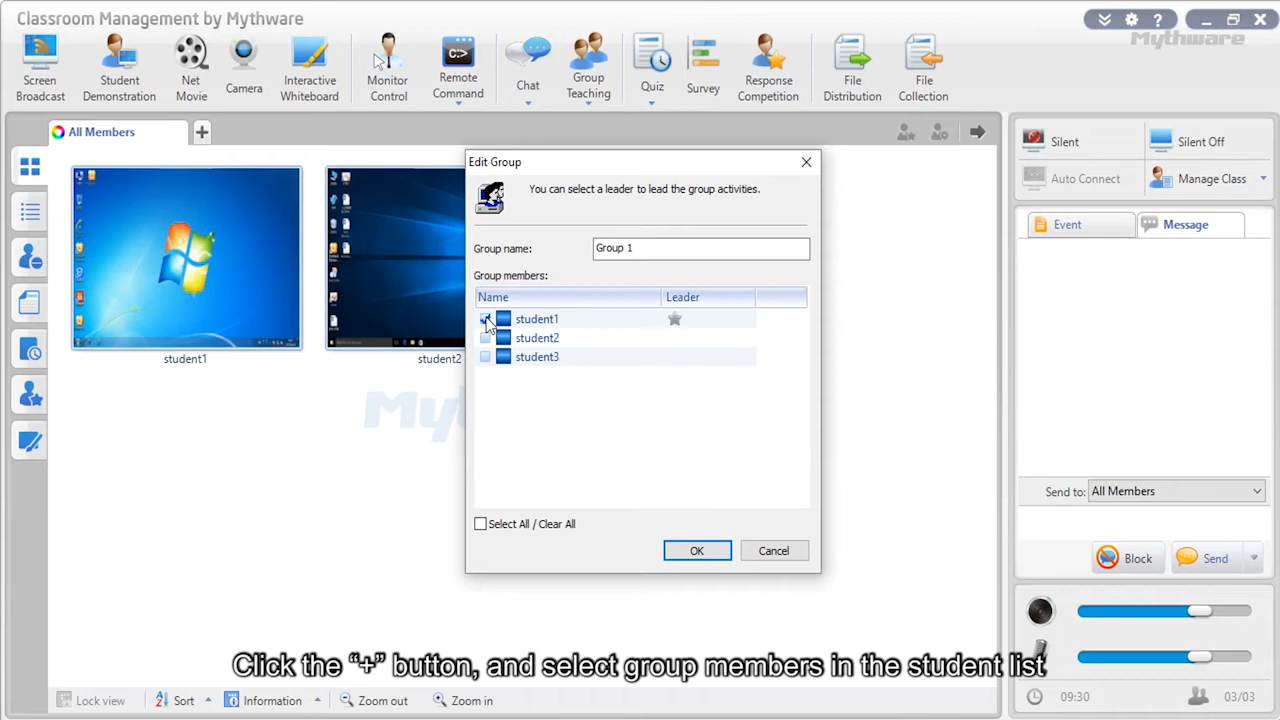 Classroom Management by Mythware
Mythware
Screen Broadcast
Student Demonstration
Net Movie
Camera
Interactive Whiteboard
Monitor Control
Remote Command
Chat
Group Teaching
Quiz
Survey
Response Competition
File Distribution
File Collection
All Members
Silent
Silent Off
Auto Connect
Manage Class
Event
Message
Edit Group
You can select a leader to lead the group activities.
Group name:
Group 1
Group members:
Name
Leader
student1
student2
student3
Select All / Clear All
OK
Cancel
student1
student2
Send to:
All Members
Block
Send
Click the “+” button, and select group members in the student list
Lock view
Sort
Information
Zoom out
Zoom in
09:30
03/03